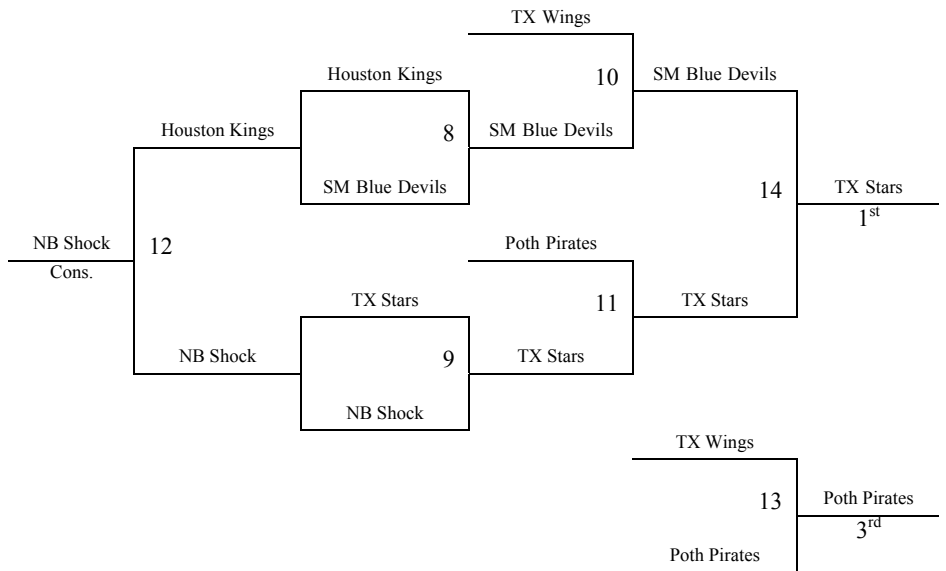 TX Wings
Houston Kings
10
SM Blue Devils
Houston Kings
8
SM Blue Devils
SM Blue Devils
14
TX Stars
1st
NB Shock
12
Cons.
Poth Pirates
TX Stars
11
TX Stars
NB Shock
9
TX Stars
NB Shock
TX Wings
13
Poth Pirates
3rd
Poth Pirates